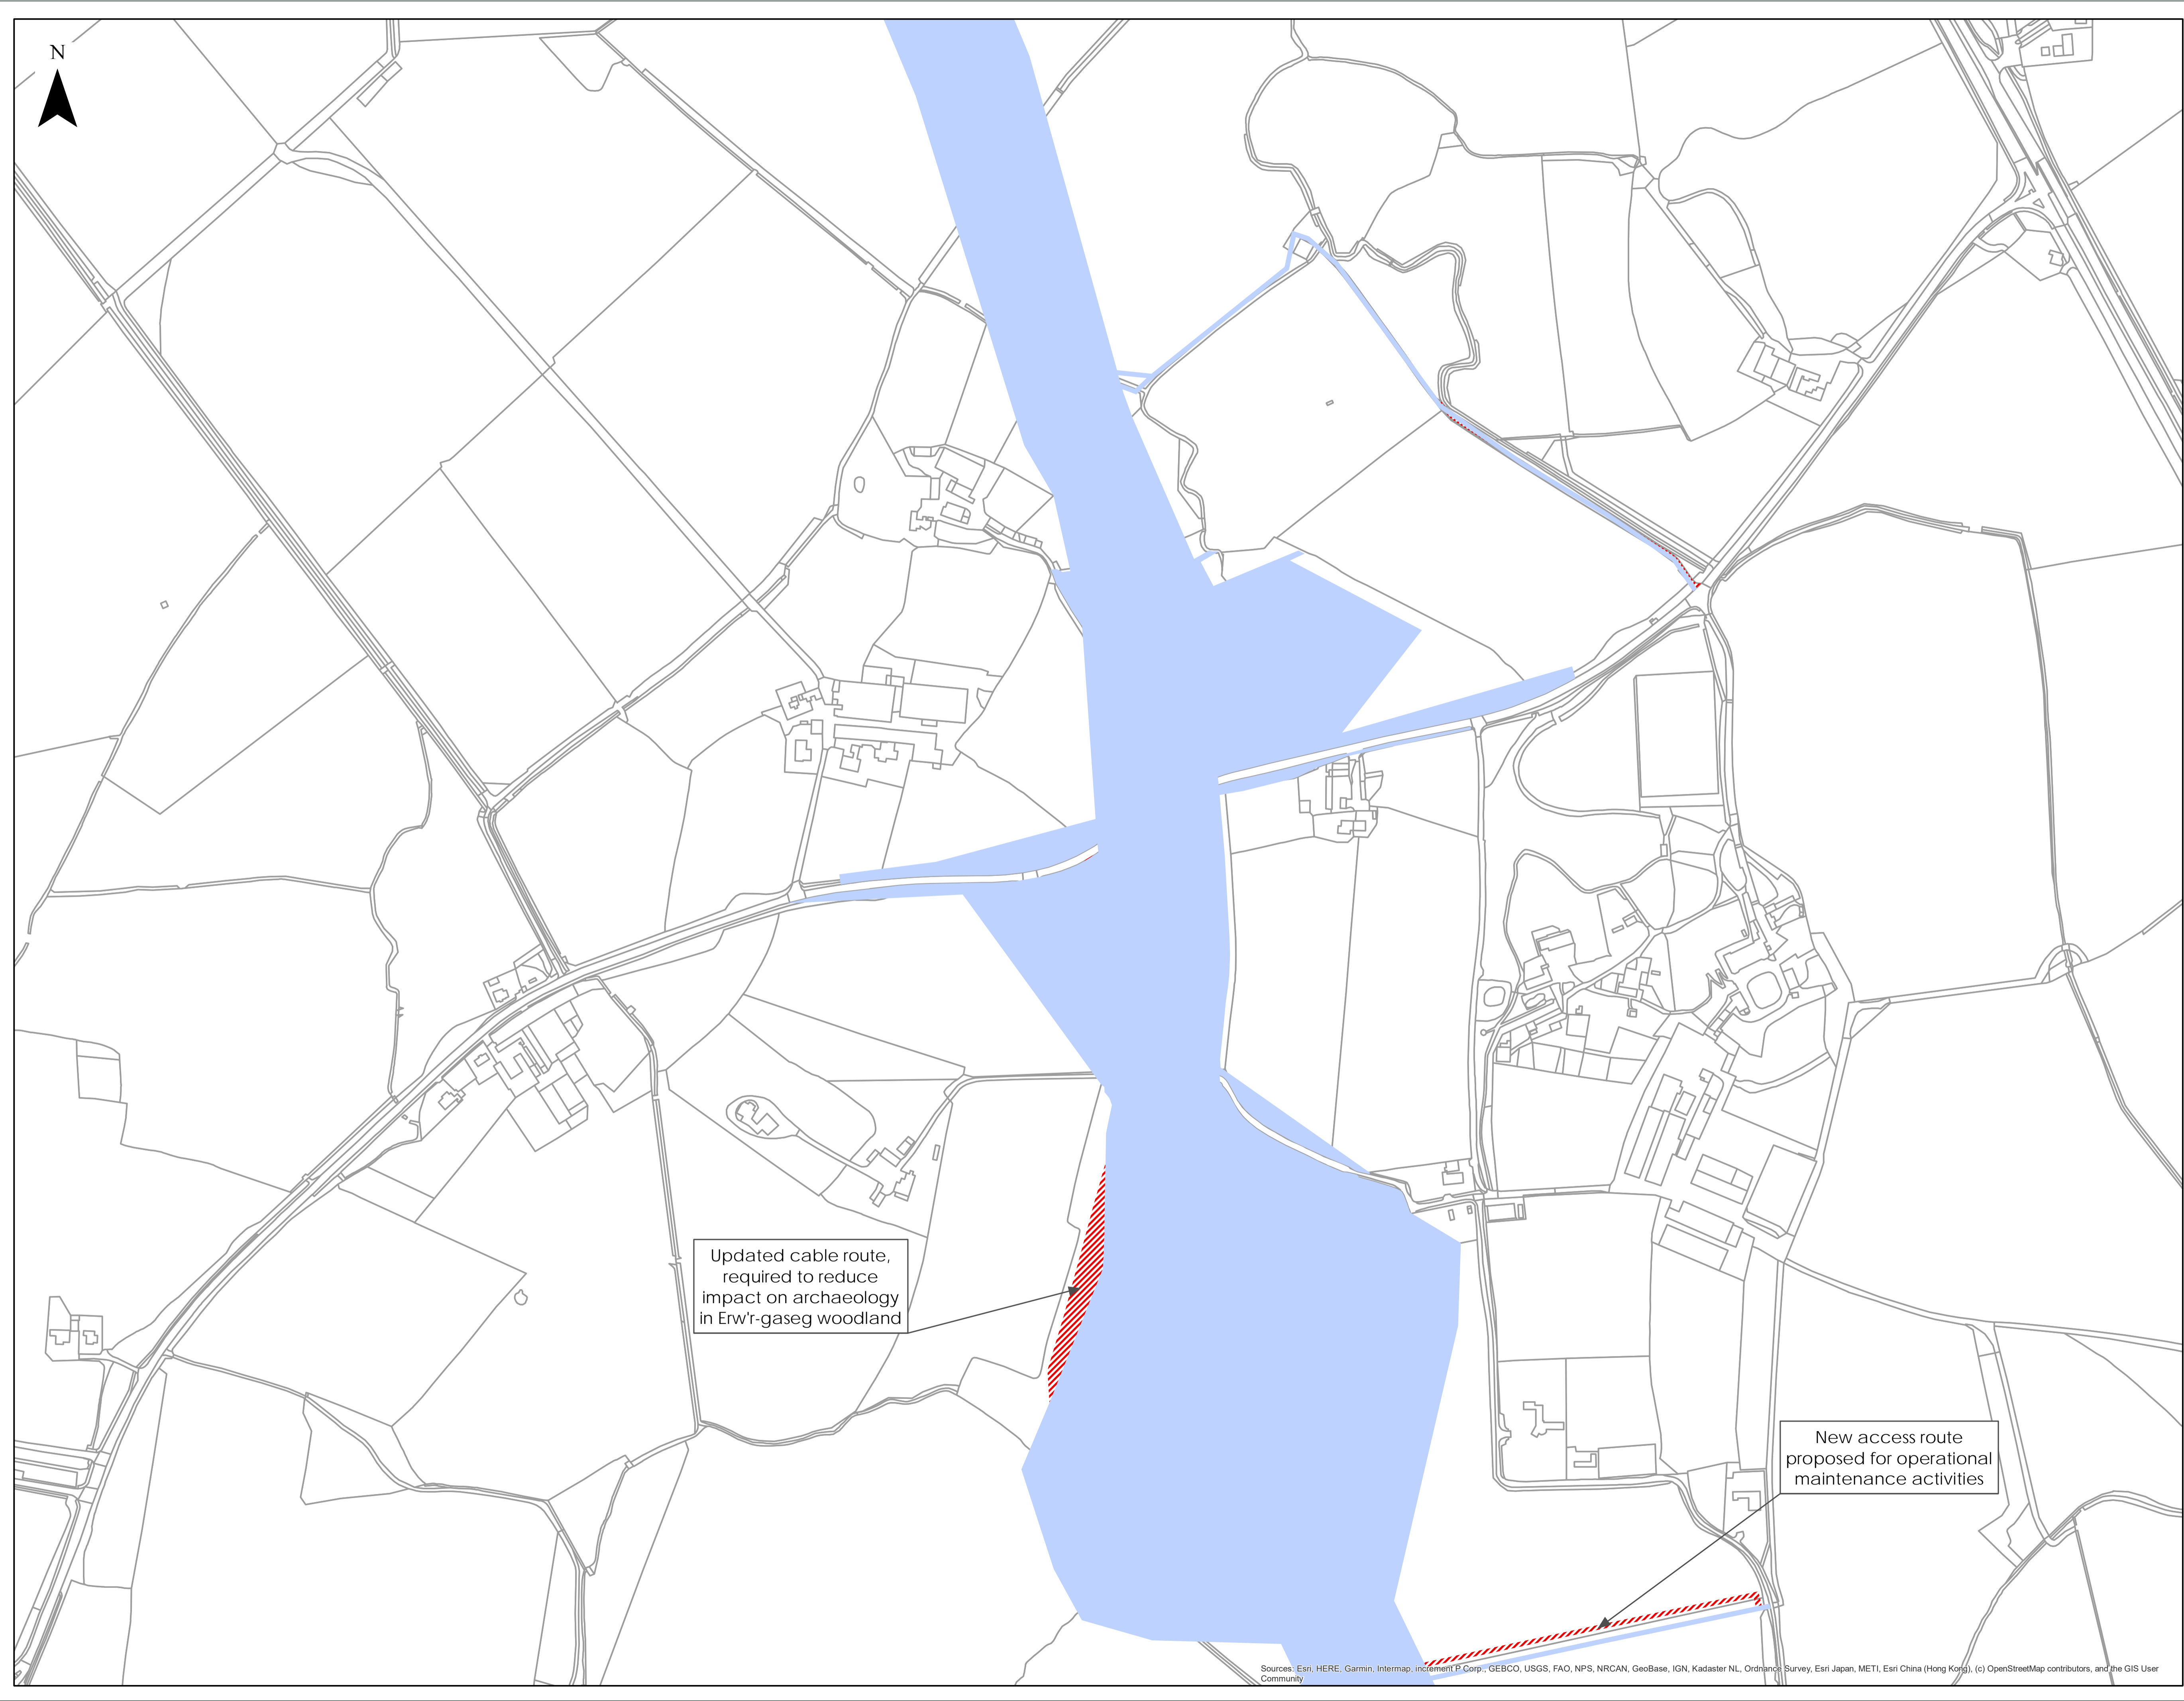 N
Updated cable route,
required to reduce
impact on archaeology
in Erw'r-gaseg woodland
New access route
proposed for operational
maintenance activities
Sources: Esri, HERE, Garmin, Intermap, increment P Corp., GEBCO, USGS, FAO, NPS, NRCAN, GeoBase, IGN, Kadaster NL, Ordnance Survey, Esri Japan, METI, Esri China (Hong Kong), (c) OpenStreetMap contributors, and the GIS User
Community